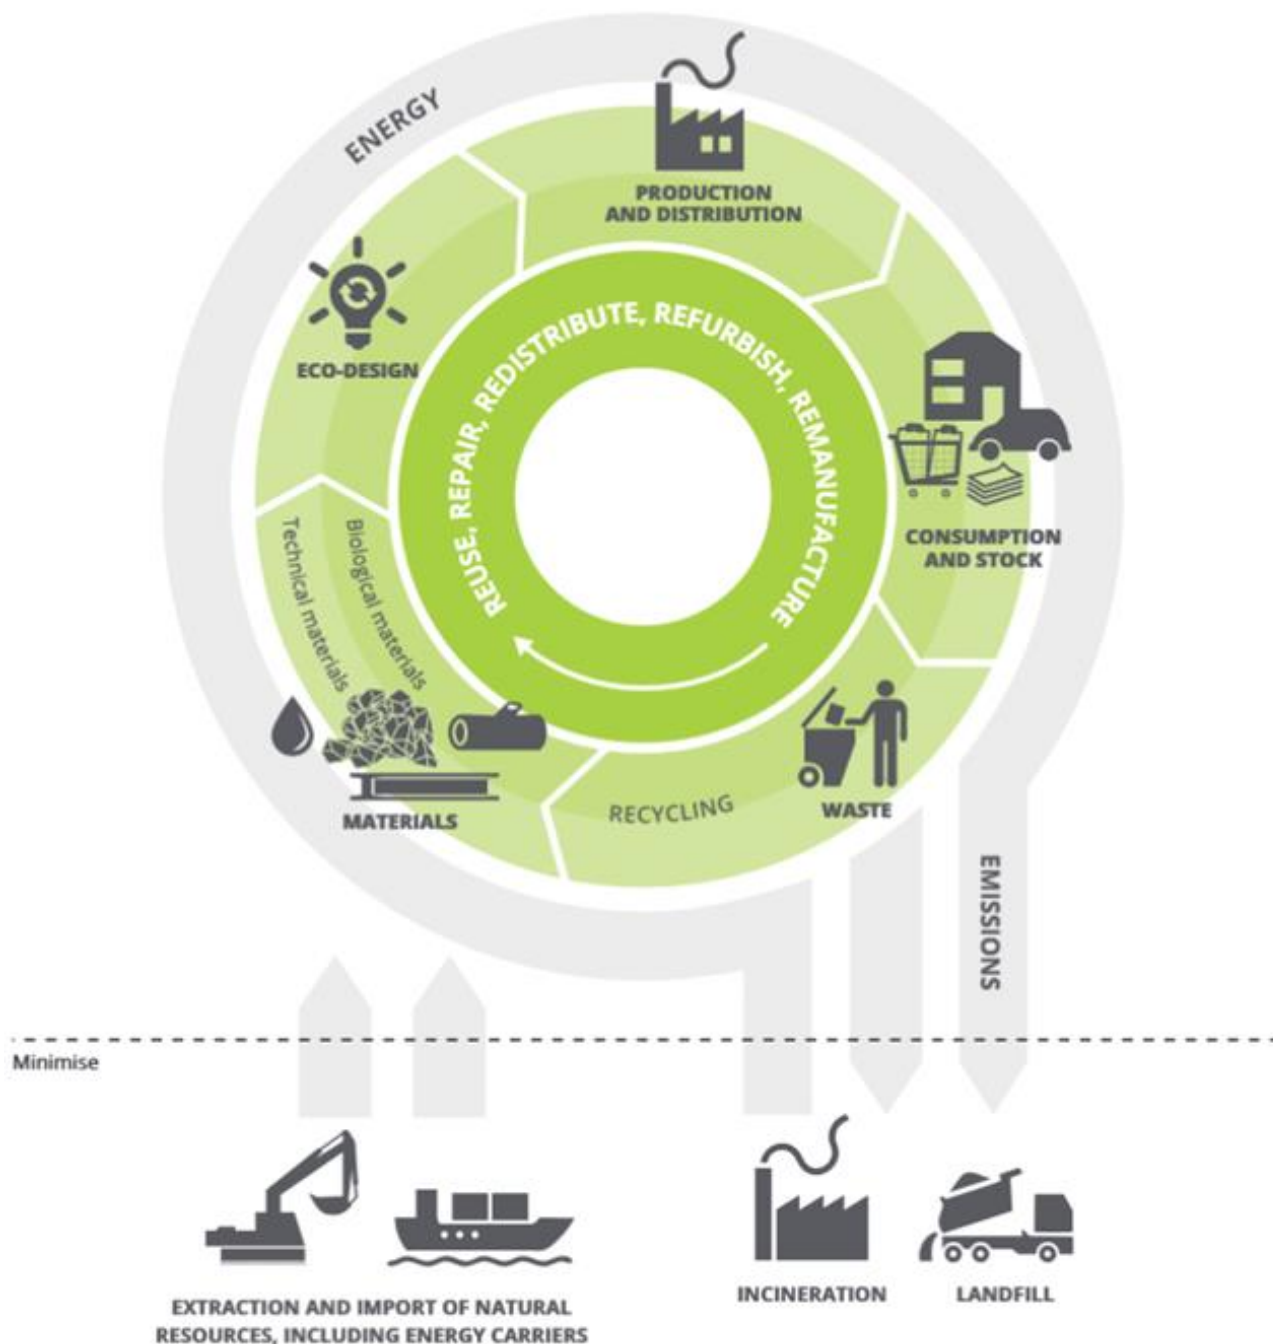 ENERGY
PRODUCTION
AND DISTRIBUTION
ECO-DESIGN
REUSE, REPAIR, REDISTRIBUTE, REFURBISH, REMANUFACTURE
CONSUMPTION
AND STOCK
Technical materials
Biological materials
MATERIALS
RECYCLING
WASTE
EMISSIONS
Minimise
EXTRACTION AND IMPORT OF NATURAL
RESOURCES, INCLUDING ENERGY CARRIERS
INCINERATION
LANDFILL